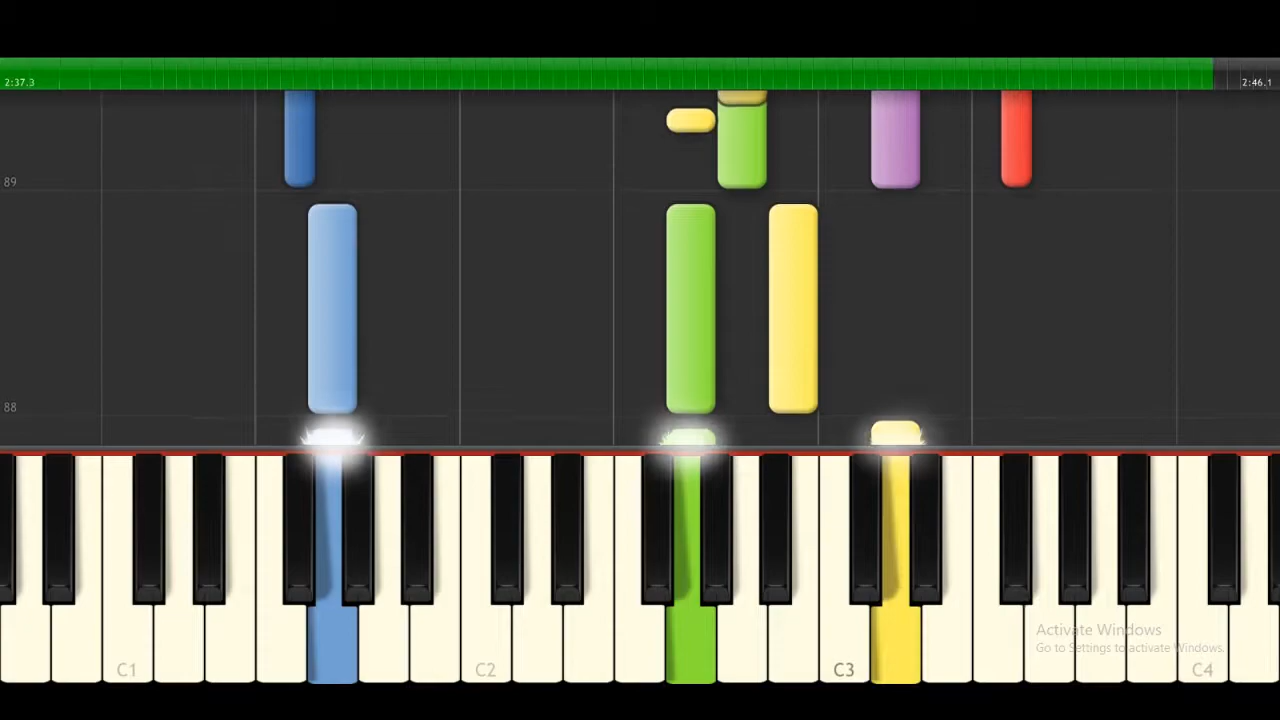 2:37.3
2:46.1
89
88
Activate Windows
Go to Settings to activate Windows.
C1
C2
C3
C4